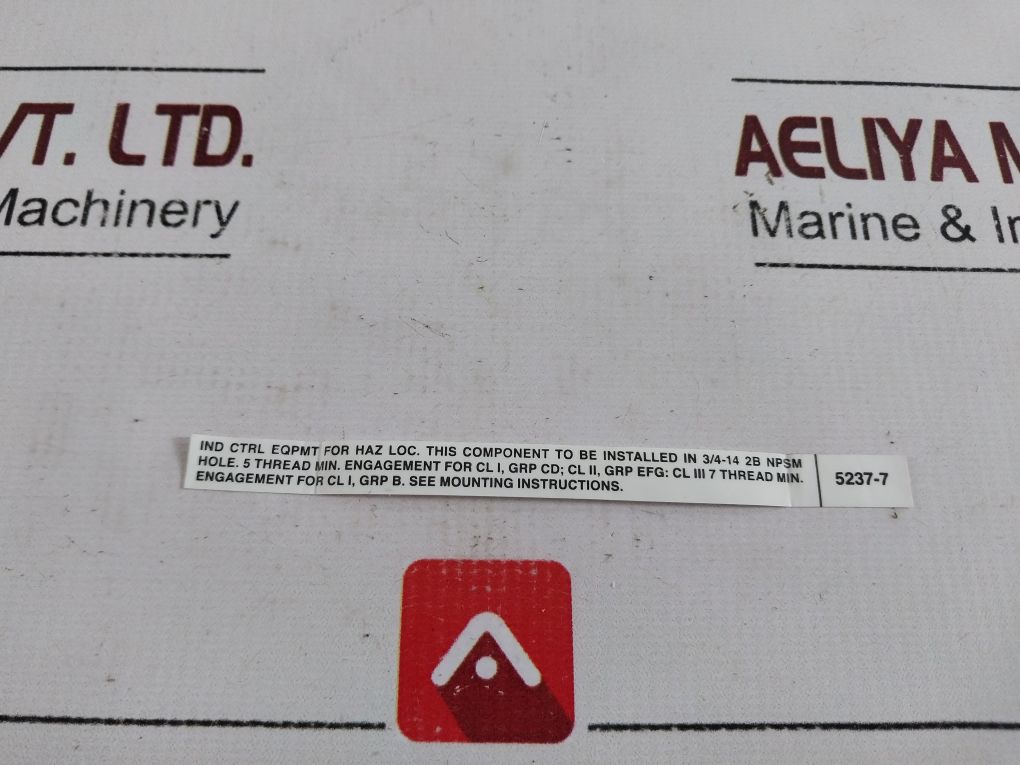 VT. LTD.
Machinery
AELIYA M
Marine & In
IND CTRL EQPMT FOR HAZ LOC. THIS COMPONENT TO BE INSTALLED IN 3/4-14 2B NPSM
HOLE. 5 THREAD MIN. ENGAGEMENT FOR CL I, GRP CD; CL II, GRP EFG: CL III 7 THREAD MIN.
ENGAGEMENT FOR CL I, GRP B. SEE MOUNTING INSTRUCTIONS.
5237-7